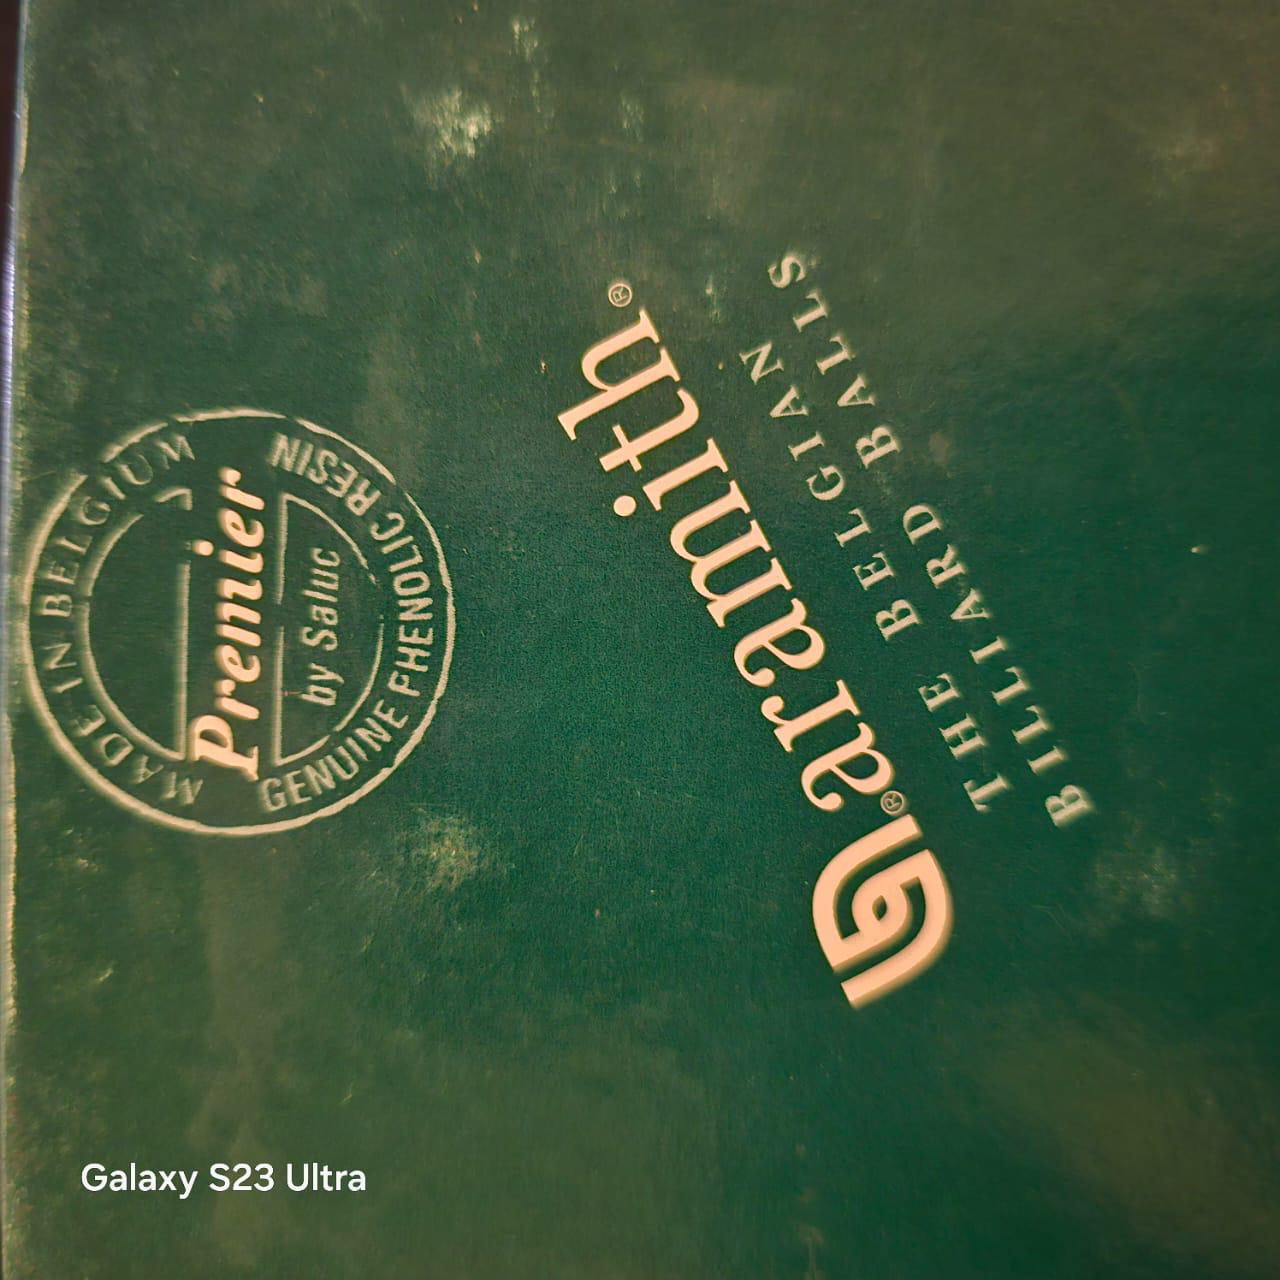 Aramith®
THE BELGIAN
BILLIARD BALLS
MADE IN BELGIUM
Premier
by Saluc
GENUINE PHENOLIC RESIN
Galaxy S23 Ultra